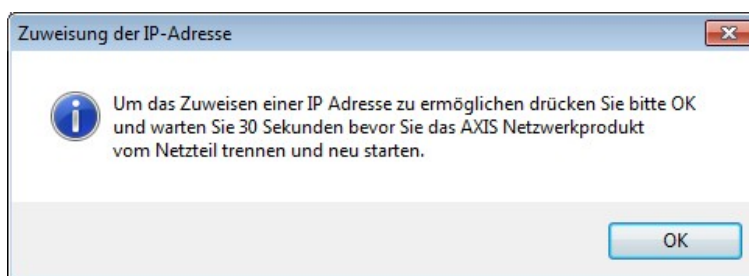 Zuweisung der IP-Adresse
Um das Zuweisen einer IP Adresse zu ermöglichen drücken Sie bitte OK
und warten Sie 30 Sekunden bevor Sie das AXIS Netzwerkprodukt
vom Netzteil trennen und neu starten.
OK